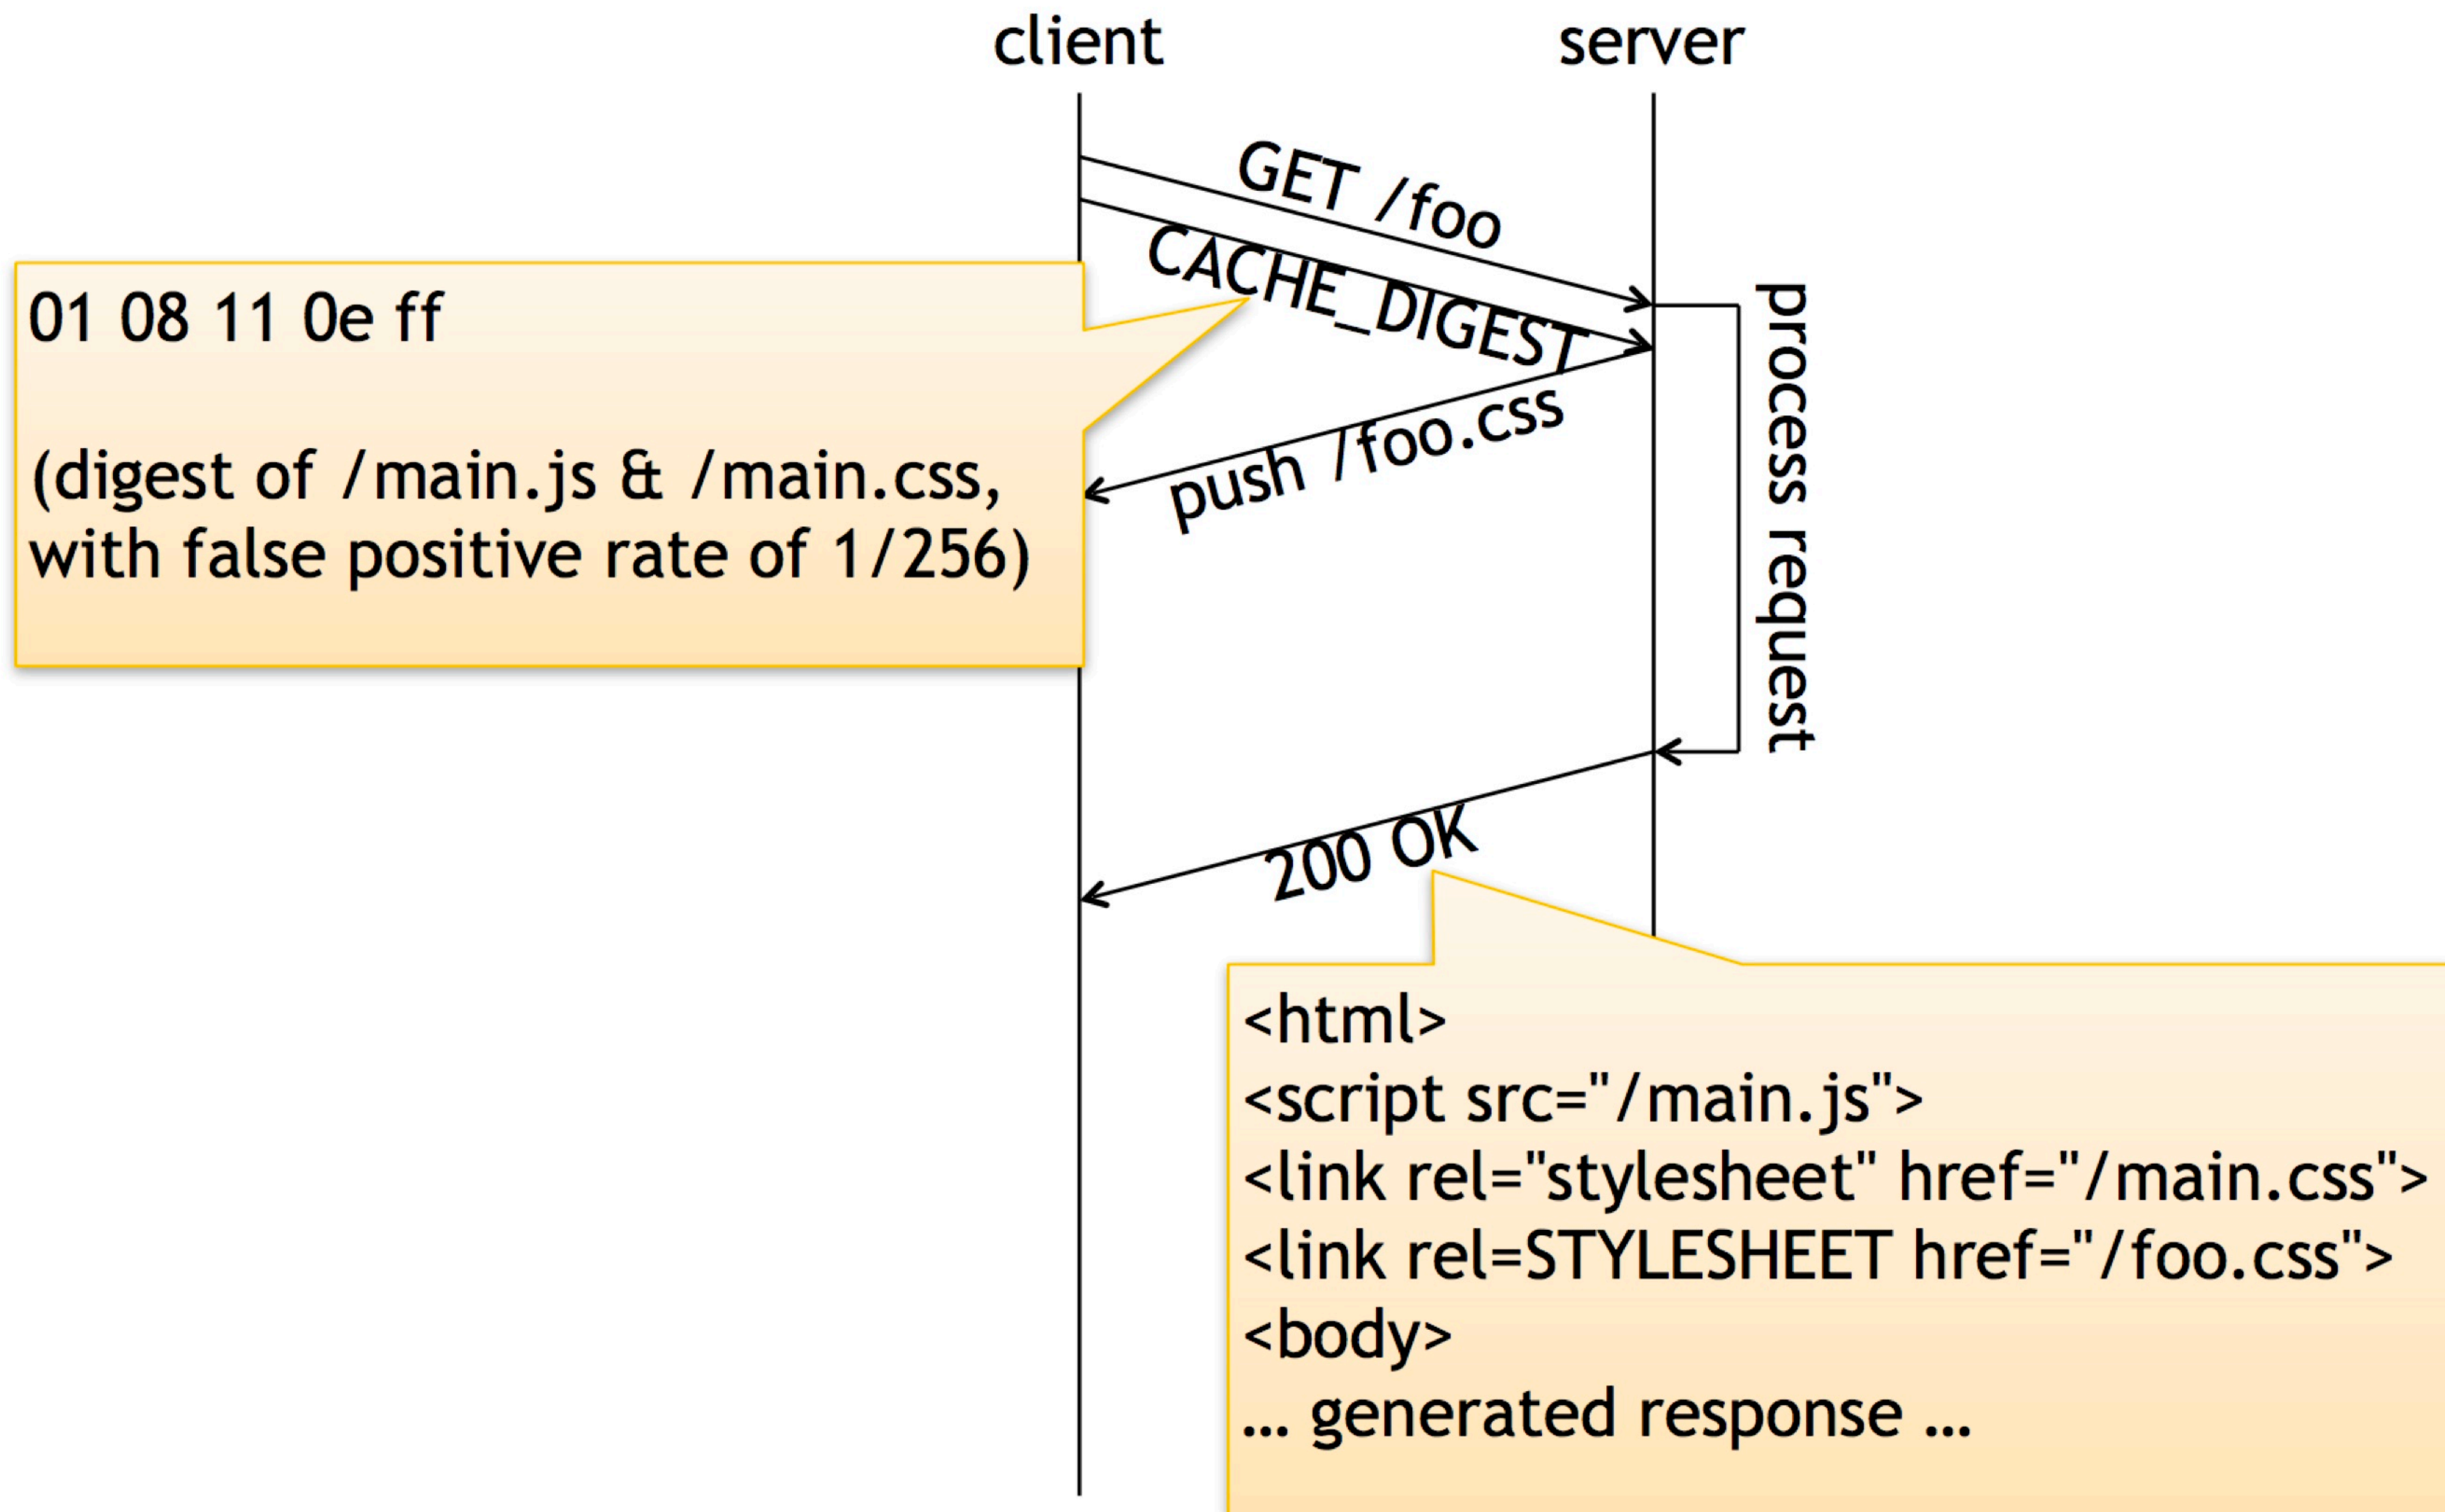 client
server
GET /foo
CACHE_DIGEST
01 08 11 0e ff
(digest of /main.js & /main.css,
with false positive rate of 1/256)
push /foo.css
process request
200 OK
<html>
<script src="/main.js">
<link rel="stylesheet" href="/main.css">
<link rel=STYLESHEET href="/foo.css">
<body>
… generated response …